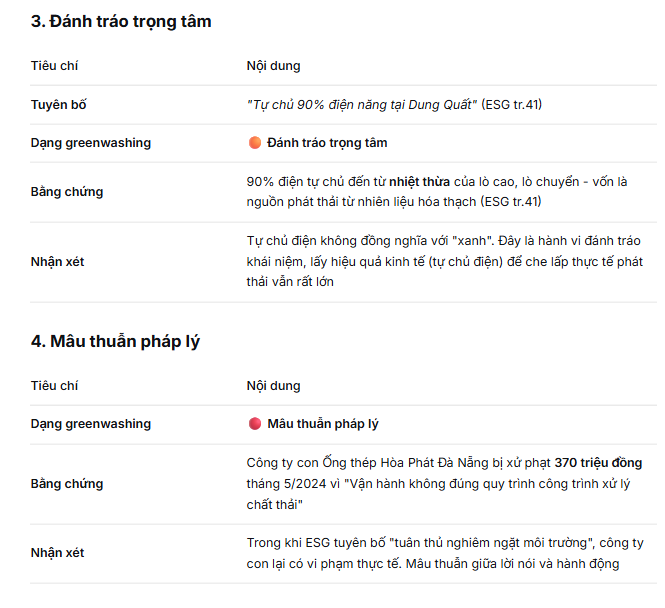 3. Đánh tráo trọng tâm
Tiêu chí
Nội dung
Tuyên bố
"Tự chủ 90% điện năng tại Dung Quất" (ESG tr.41)
Dạng greenwashing
Đánh tráo trọng tâm
Bằng chứng
90% điện tự chủ đến từ nhiệt thừa của lò cao, lò chuyển - vốn là
nguồn phát thải từ nhiên liệu hóa thạch (ESG tr.41)
Nhận xét
Tự chủ điện không đồng nghĩa với "xanh". Đây là hành vi đánh tráo
khái niệm, lấy hiệu quả kinh tế (tự chủ điện) để che lấp thực tế phát
thải vẫn rất lớn
4. Mâu thuẫn pháp lý
Tiêu chí
Nội dung
Dạng greenwashing
Mâu thuẫn pháp lý
Bằng chứng
Công ty con Ống thép Hòa Phát Đà Nẵng bị xử phạt 370 triệu đồng
tháng 5/2024 vì "Vận hành không đúng quy trình công trình xử lý
chất thải"
Nhận xét
Trong khi ESG tuyên bố "tuân thủ nghiêm ngặt môi trường", công ty
con lại có vi phạm thực tế. Mâu thuẫn giữa lời nói và hành động